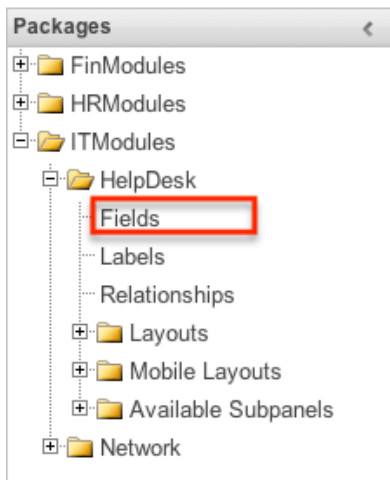 Packages
FinModules
HRModules
ITModules
HelpDesk
Fields
Labels
Relationships
Layouts
Mobile Layouts
Available Subpanels
Network